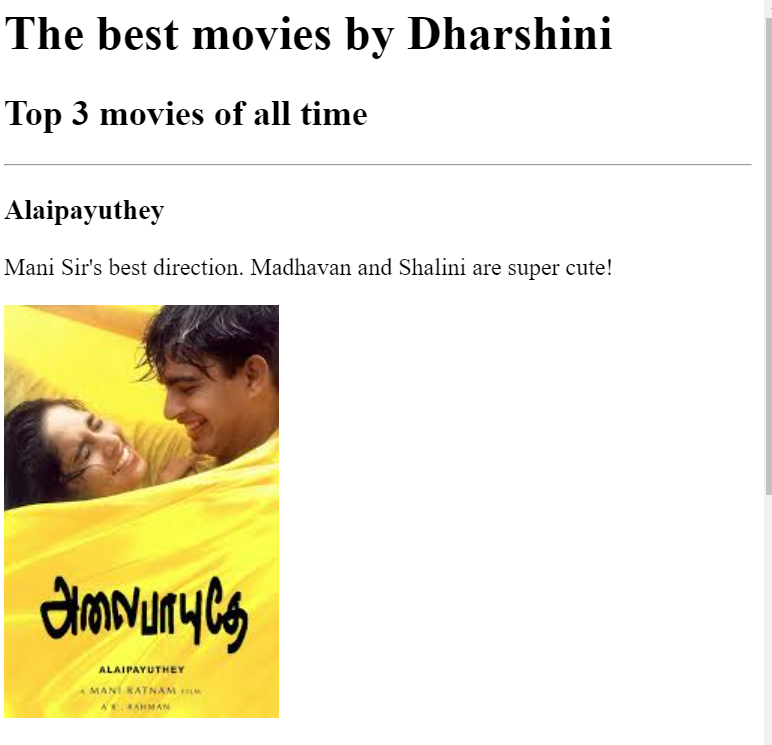 The best movies by Dharshini
Top 3 movies of all time
Alaipayuthey
Mani Sir's best direction. Madhavan and Shalini are super cute!
அலைபாயுதே
ALAIPAYUTHEY
A MANI RATNAM FILM
A R. RAHMAN